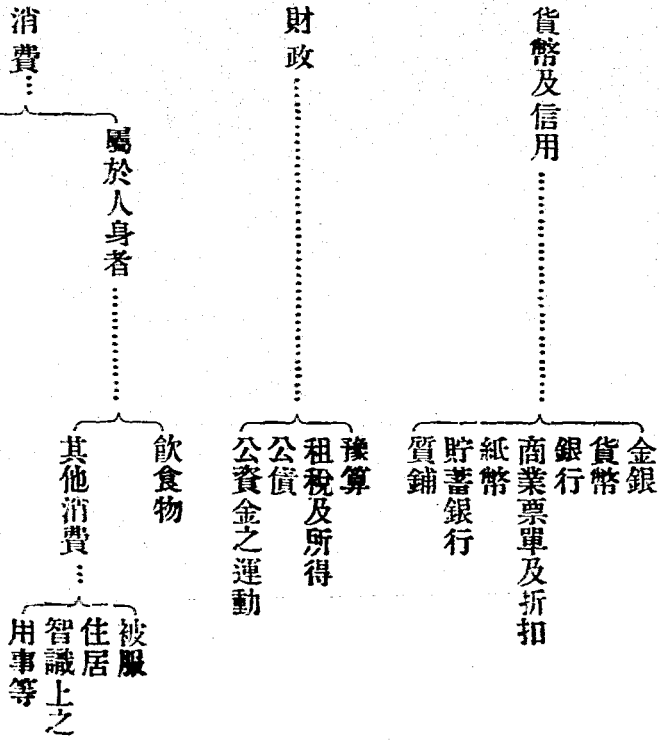 貨幣及信用
金銀
貨幣
銀行
商業票單及折扣
紙幣
貯蓄銀行
質鋪
財政
豫算
租稅及所得
公債
公資金之運動
消費
屬於人身者
飲食物
其他消費
被服
住居
智識上之
用事等